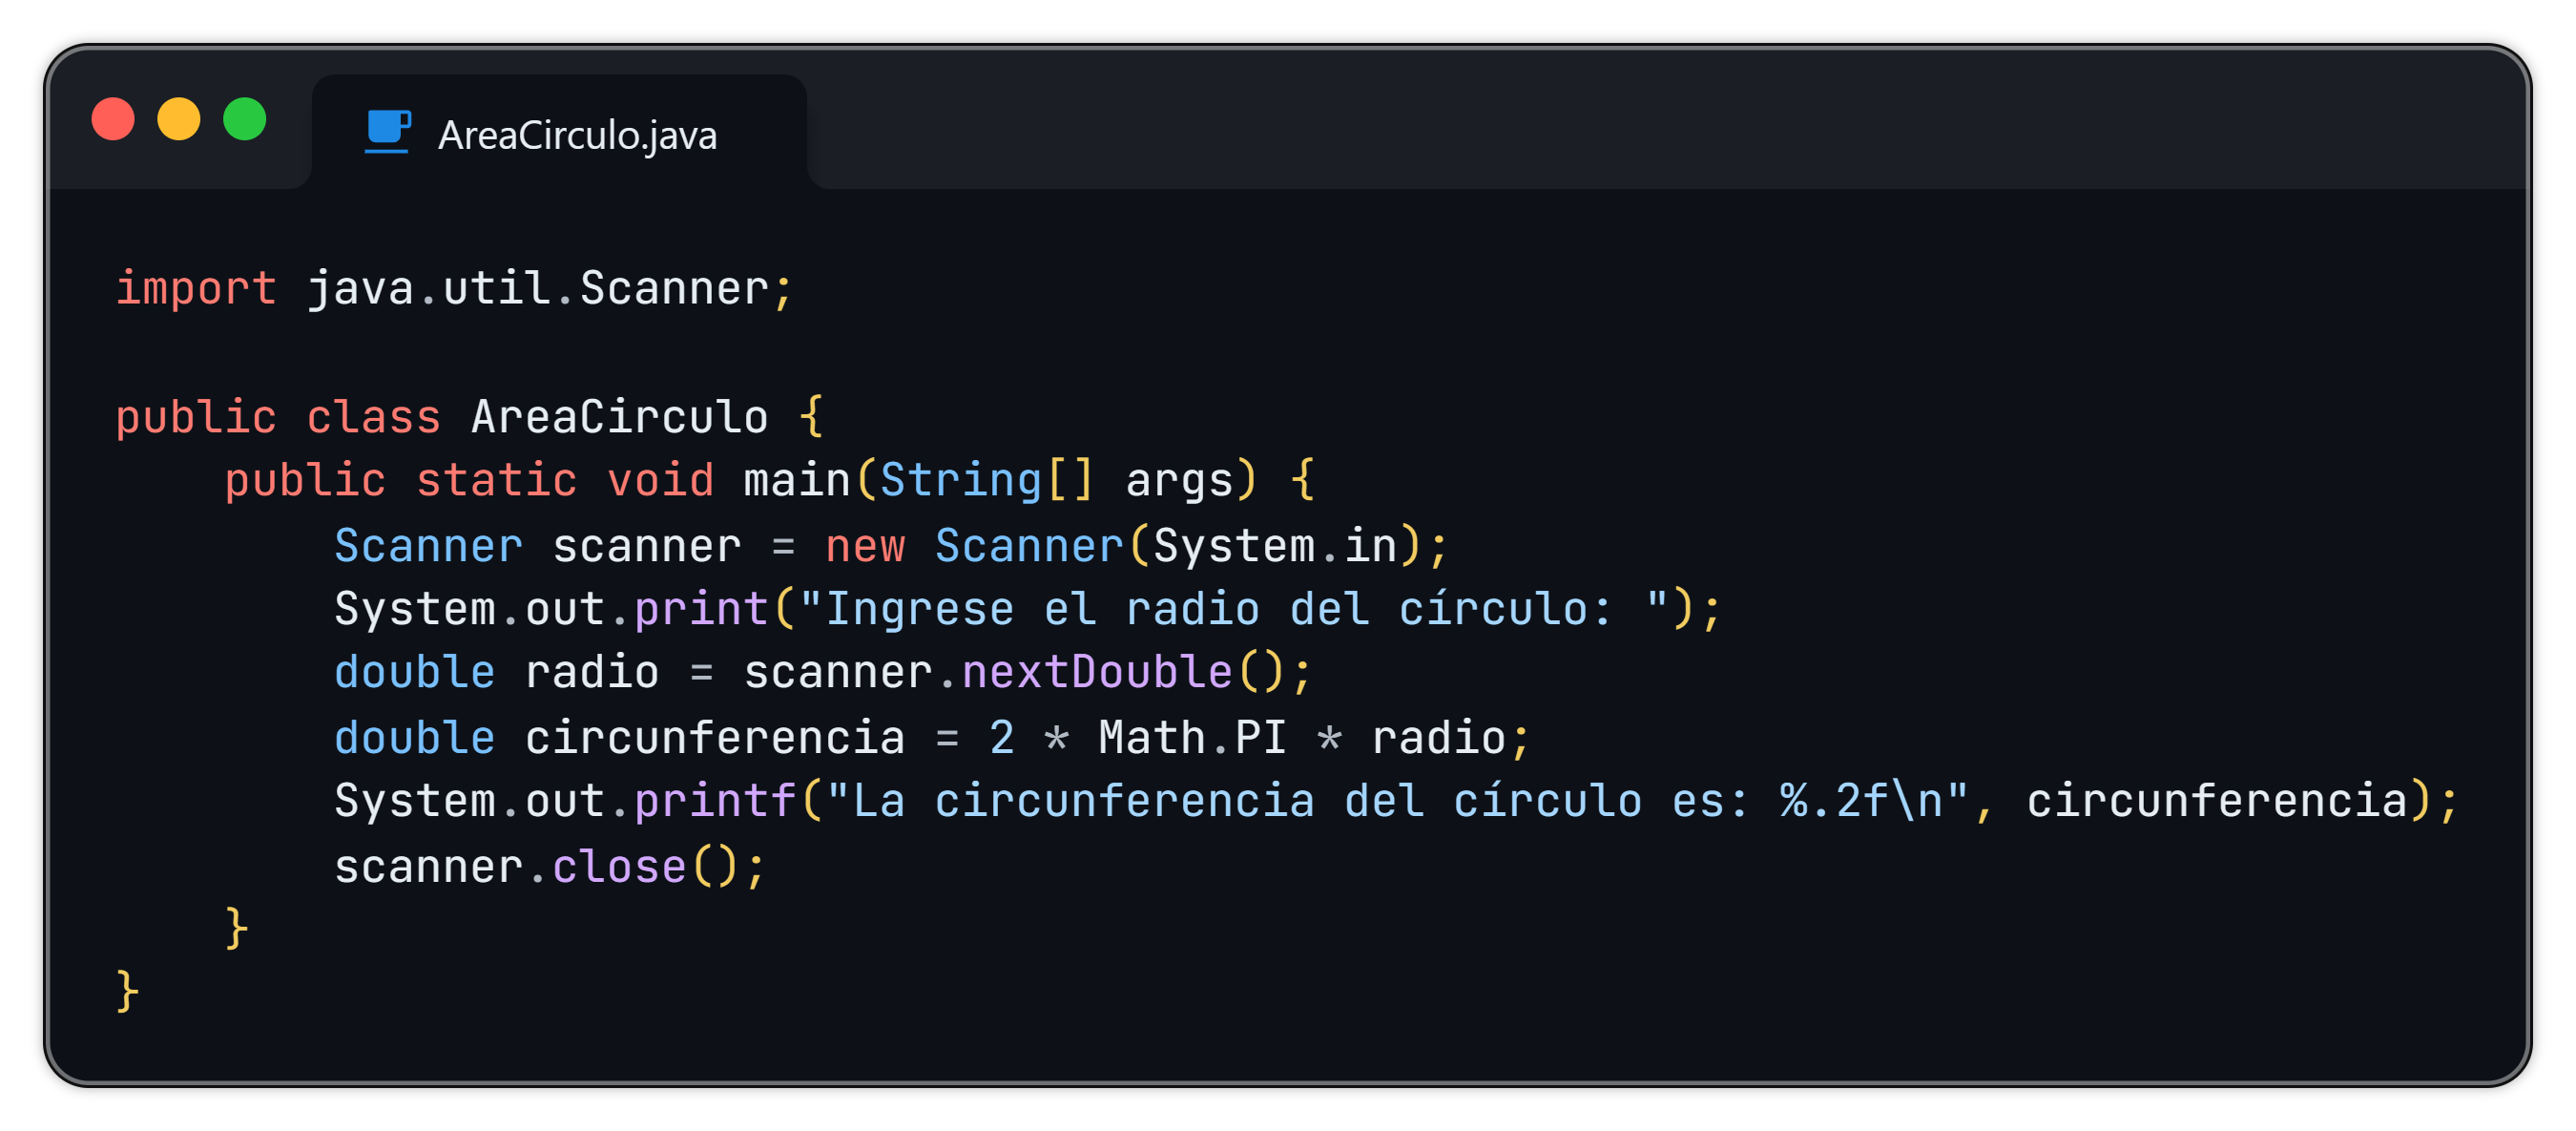 AreaCirculo.java
import java.util.Scanner;
public class AreaCirculo {
    public static void main(String[] args) {
        Scanner scanner = new Scanner(System.in);
        System.out.print("Ingrese el radio del círculo: ");
        double radio = scanner.nextDouble();
        double circunferencia = 2 * Math.PI * radio;
        System.out.printf("La circunferencia del círculo es: %.2f\n", circunferencia);
        scanner.close();
    }
}